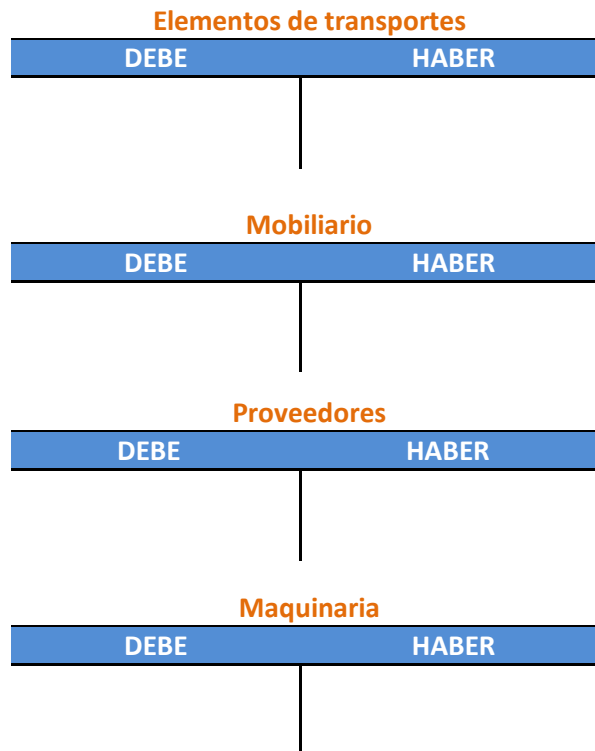 Elementos de transportes
DEBE HABER
Mobiliario
DEBE HABER
Proveedores
DEBE HABER
Maquinaria
DEBE HABER